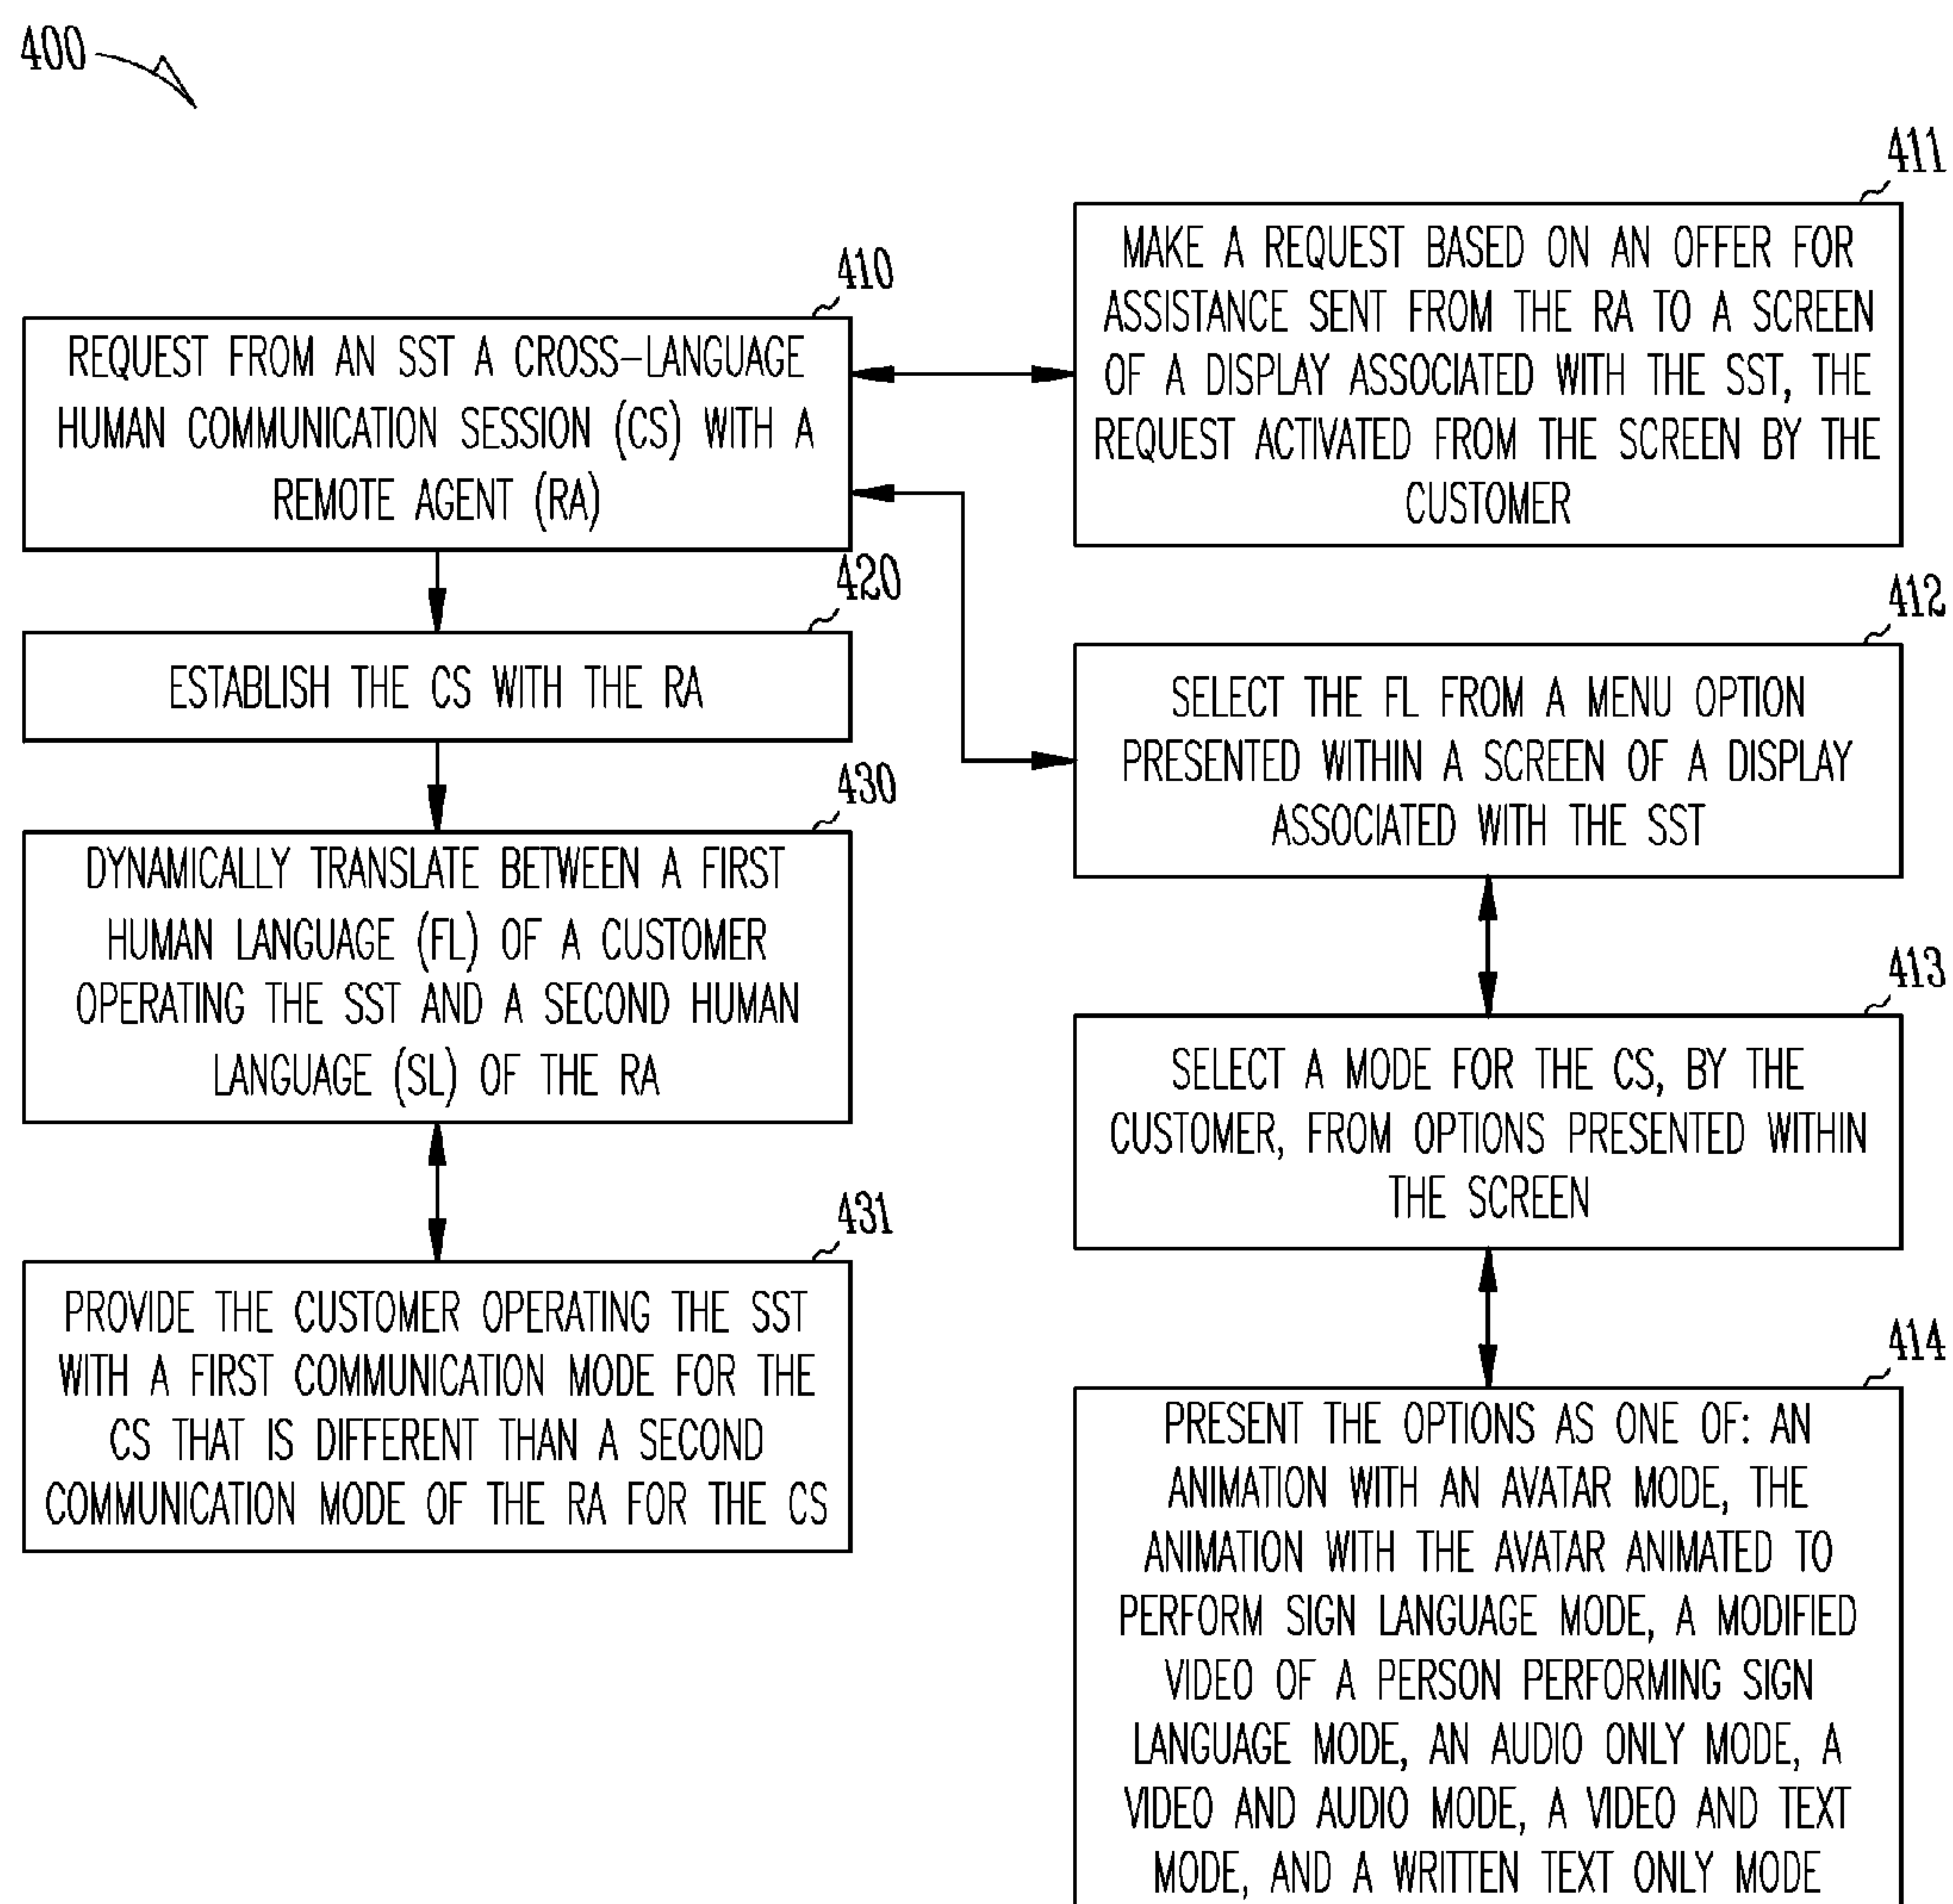 400
410
REQUEST FROM AN SST A CROSS-LANGUAGE
HUMAN COMMUNICATION SESSION (CS) WITH A
REMOTE AGENT (RA)
420
ESTABLISH THE CS WITH THE RA
430
DYNAMICALLY TRANSLATE BETWEEN A FIRST
HUMAN LANGUAGE (FL) OF A CUSTOMER
OPERATING THE SST AND A SECOND HUMAN
LANGUAGE (SL) OF THE RA
431
PROVIDE THE CUSTOMER OPERATING THE SST
WITH A FIRST COMMUNICATION MODE FOR THE
CS THAT IS DIFFERENT THAN A SECOND
COMMUNICATION MODE OF THE RA FOR THE CS
411
MAKE A REQUEST BASED ON AN OFFER FOR
ASSISTANCE SENT FROM THE RA TO A SCREEN
OF A DISPLAY ASSOCIATED WITH THE SST, THE
REQUEST ACTIVATED FROM THE SCREEN BY THE
CUSTOMER
412
SELECT THE FL FROM A MENU OPTION
PRESENTED WITHIN A SCREEN OF A DISPLAY
ASSOCIATED WITH THE SST
413
SELECT A MODE FOR THE CS, BY THE
CUSTOMER, FROM OPTIONS PRESENTED WITHIN
THE SCREEN
414
PRESENT THE OPTIONS AS ONE OF: AN
ANIMATION WITH AN AVATAR MODE, THE
ANIMATION WITH THE AVATAR ANIMATED TO
PERFORM SIGN LANGUAGE MODE, A MODIFIED
VIDEO OF A PERSON PERFORMING SIGN
LANGUAGE MODE, AN AUDIO ONLY MODE, A
VIDEO AND AUDIO MODE, A VIDEO AND TEXT
MODE, AND A WRITTEN TEXT ONLY MODE